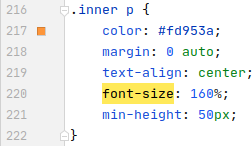 216 .inner p {
217 color: #fd953a;
218 margin: 0 auto;
219 text-align: center;
220 font-size: 160%;
221 min-height: 50px;
222 }